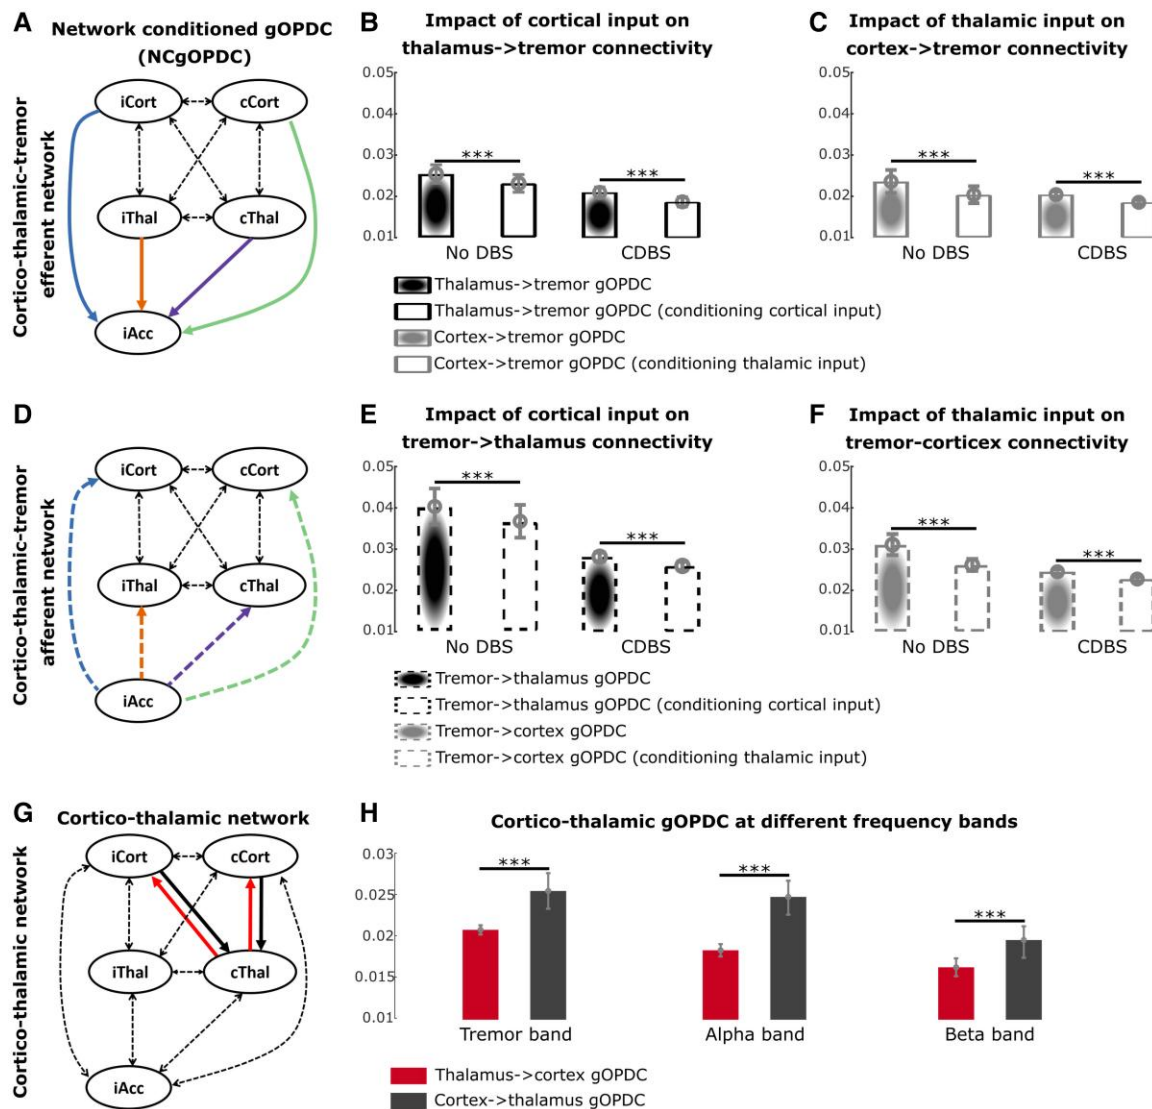 A
Network conditioned gOPDC
(NCgOPDC)
Cortico-thalamic-tremor
efferent network
iCort
cCort
iThal
cThal
iAcc
B
Impact of cortical input on
thalamus->tremor connectivity
0.05
0.03
0.02
0.01
***
***
No DBS
CDBS
C
Impact of thalamic input on
cortex->tremor connectivity
0.05
0.03
0.02
0.01
***
***
No DBS
CDBS
Thalamus->tremor gOPDC
Thalamus->tremor gOPDC (conditioning cortical input)
Cortex->tremor gOPDC
Cortex->tremor gOPDC (conditioning thalamic input)
D
Cortico-thalamic-tremor
afferent network
iCort
cCort
iThal
cThal
iAcc
E
Impact of cortical input on
tremor->thalamus connectivity
0.05
0.04
0.03
0.02
0.01
***
***
No DBS
CDBS
F
Impact of thalamic input on
tremor-corticex connectivity
0.05
0.04
0.03
0.02
0.01
***
***
No DBS
CDBS
Tremor->thalamus gOPDC
Tremor->thalamus gOPDC (conditioning cortical input)
Tremor->cortex gOPDC
Tremor->cortex gOPDC (conditioning thalamic input)
G
Cortico-thalamic network
Cortico-thalamic network
iCort
cCort
iThal
cThal
iAcc
H
Cortico-thalamic gOPDC at different frequency bands
0.03
0.025
0.02
0.015
0.01
***
***
***
Tremor band
Alpha band
Beta band
Thalamus->cortex gOPDC
Cortex->thalamus gOPDC